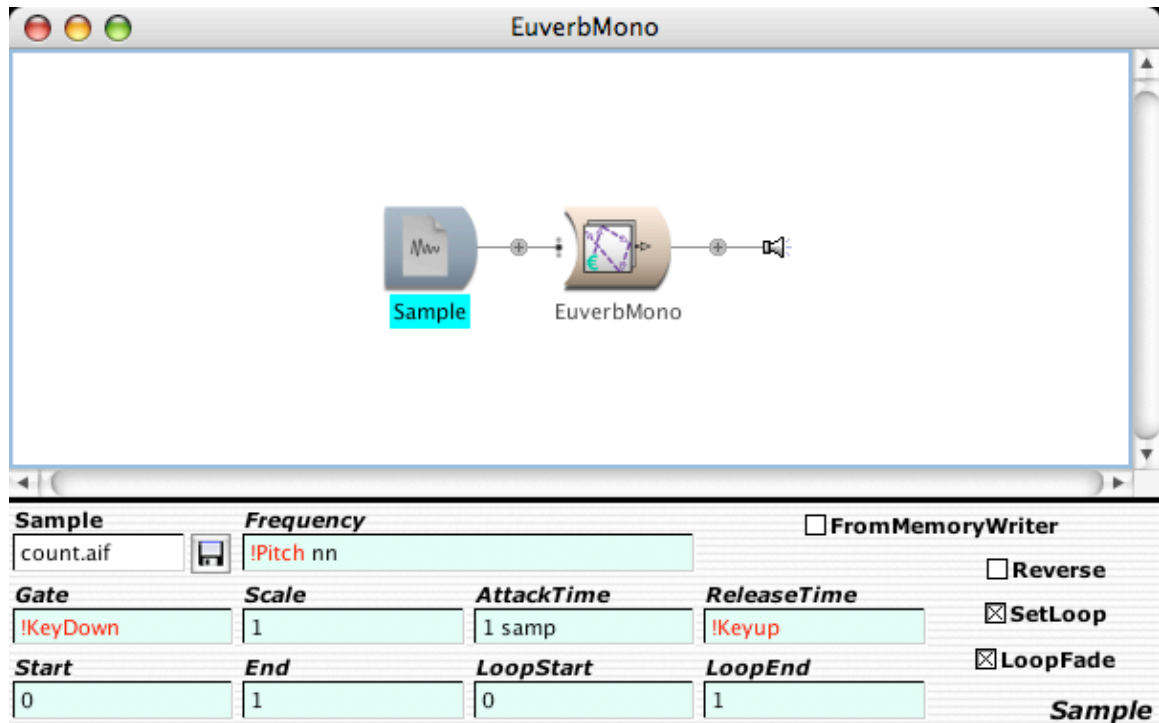 EuverbMono
Sample
EuverbMono
Sample
Frequency
FromMemoryWriter
count.aif
!Pitch nn
Reverse
Gate
Scale
AttackTime
ReleaseTime
SetLoop
!KeyDown
1
1 samp
!Keyup
LoopFade
Start
End
LoopStart
LoopEnd
0
1
0
1
Sample